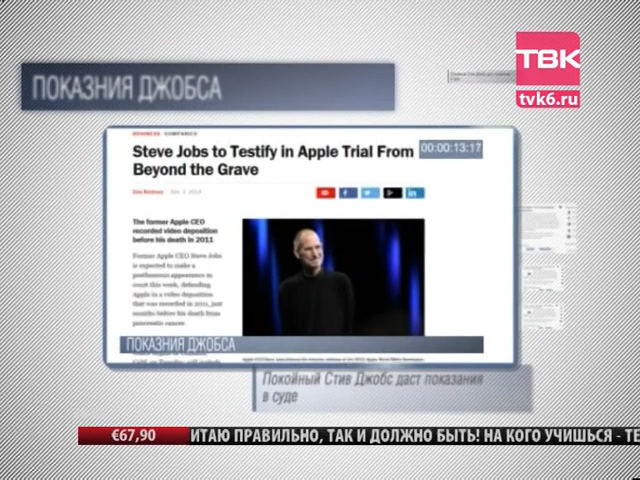 ТВК
tvk6.ru
ПОКАЗНИЯ ДЖОБСА
BUSINESS COMPANIES
Steve Jobs to Testify in Apple Trial From
Beyond the Grave
00:00:13:17
The former Apple CEO
recorded video deposition
before his death in 2011
Former Apple CEO Steve Jobs
is expected to make a
posthumous appearance in
court this week, defending
Apple in a video deposition
that was recorded in 2011, just
months before his death from
pancreatic cancer.
ПОКАЗНИЯ ДЖОБСА
Покойный Стив Джобс даст показания
в суде
€67,90
ИТАЮ ПРАВИЛЬНО, ТАК И ДОЛЖНО БЫТЬ! НА КОГО УЧИШЬСЯ - ТЕ